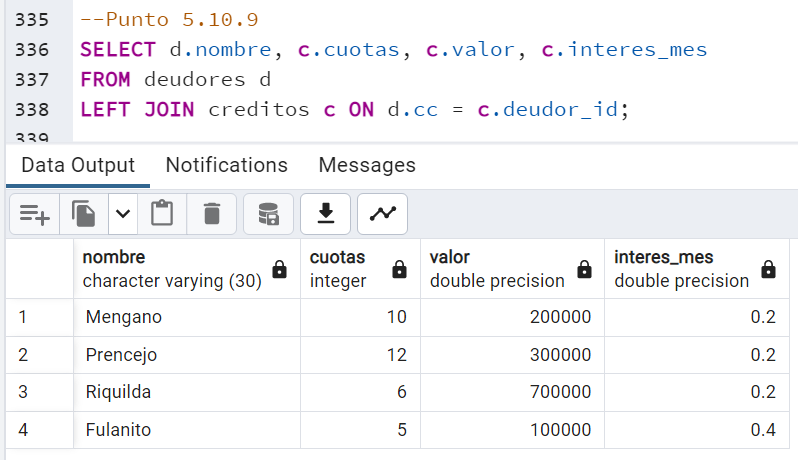 335 --Punto 5.10.9
336 SELECT d.nombre, c.cuotas, c.valor, c.interes_mes
337 FROM deudores d
338 LEFT JOIN creditos c ON d.cc = c.deudor_id;
339
Data Output Notifications Messages
nombre cuotas valor interes_mes
character varying (30) integer double precision double precision
1 Mengano 10 200000 0.2
2 Prencejo 12 300000 0.2
3 Riquilda 6 700000 0.2
4 Fulanito 5 100000 0.4